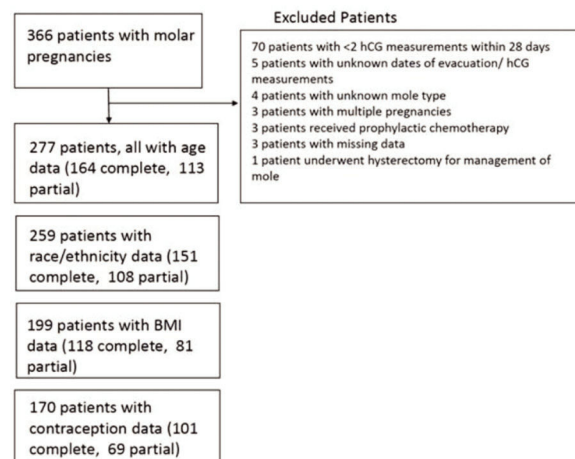 Excluded Patients
366 patients with molar
pregnancies
70 patients with <2 hCG measurements within 28 days
5 patients with unknown dates of evacuation/ hCG
measurements
4 patients with unknown mole type
3 patients with multiple pregnancies
3 patients received prophylactic chemotherapy
3 patients with missing data
1 patient underwent hysterectomy for management of
mole
277 patients, all with age
data (164 complete, 113
partial)
259 patients with
race/ethnicity data (151
complete, 108 partial)
199 patients with BMI
data (118 complete, 81
partial)
170 patients with
contraception data (101
complete, 69 partial)